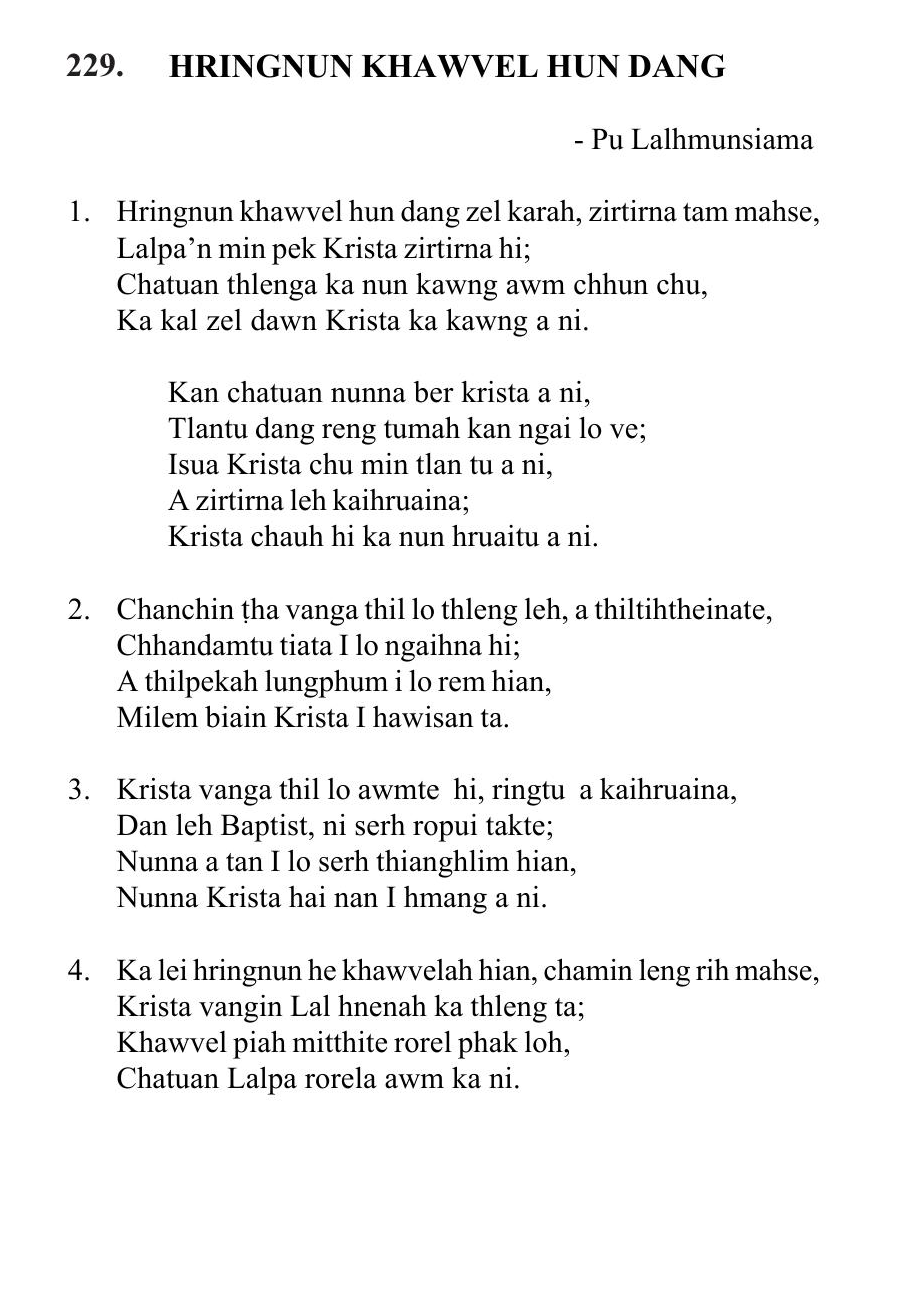 229. HRINGNUN KHAWVEL HUN DANG
- Pu Lalhmunsiama
1. Hringnun khawvel hun dang zel karah, zirtirna tam mahse,
Lalpa’n min pek Krista zirtirna hi;
Chatuan thlenga ka nun kawng awm chhun chu,
Ka kal zel dawn Krista ka kawng a ni.
Kan chatuan nunna ber krista a ni,
Tlantu dang reng tumah kan ngai lo ve;
Isua Krista chu min tlan tu a ni,
A zirtirna leh kaihruaina;
Krista chauh hi ka nun hruaitu a ni.
2. Chanchin ṭha vanga thil lo thleng leh, a thiltihtheinate,
Chhandamtu tiata I lo ngaihna hi;
A thilpekah lungphum i lo rem hian,
Milem biain Krista I hawisan ta.
3. Krista vanga thil lo awmte hi, ringtu a kaihruaina,
Dan leh Baptist, ni serh ropui takte;
Nunna a tan I lo serh thianghlim hian,
Nunna Krista hai nan I hmang a ni.
4. Ka lei hringnun he khawvelah hian, chamin leng rih mahse,
Krista vangin Lal hnenah ka thleng ta;
Khawvel piah mitthite rorel phak loh,
Chatuan Lalpa rorela awm ka ni.